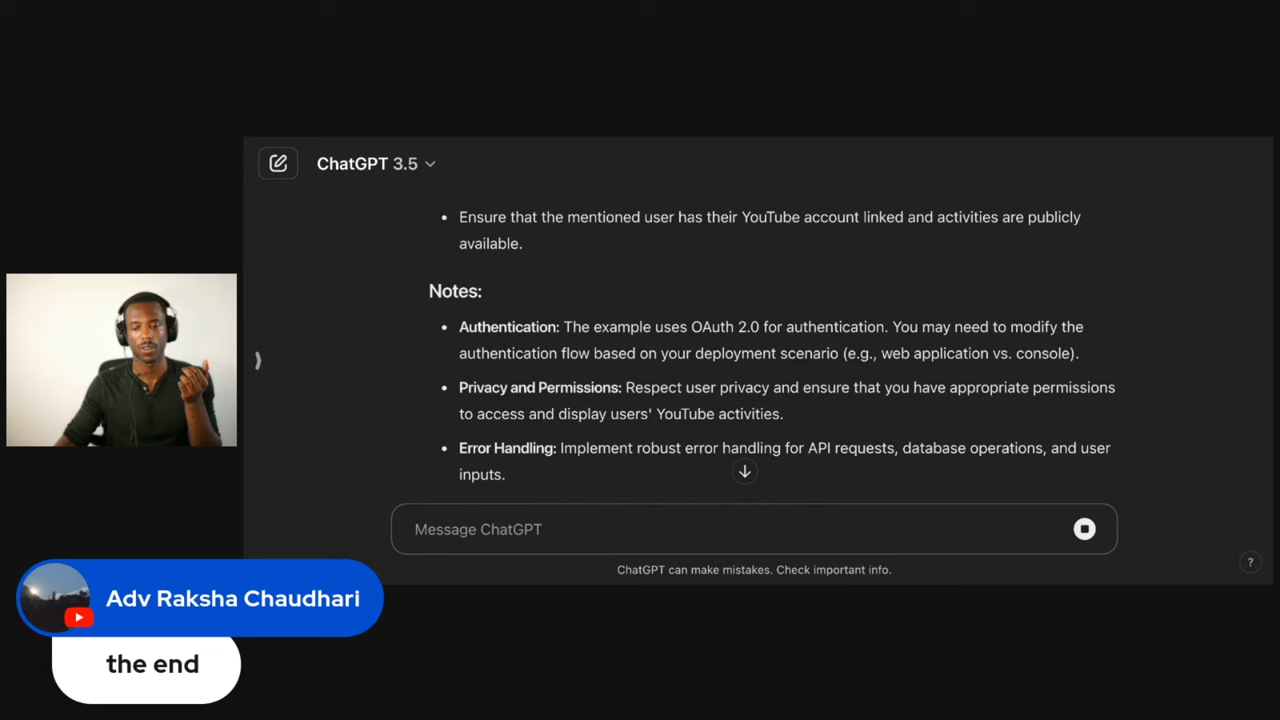 ChatGPT 3.5
Ensure that the mentioned user has their YouTube account linked and activities are publicly
available.
Notes:
Authentication: The example uses OAuth 2.0 for authentication. You may need to modify the
authentication flow based on your deployment scenario (e.g., web application vs. console).
Privacy and Permissions: Respect user privacy and ensure that you have appropriate permissions
to access and display users' YouTube activities.
Error Handling: Implement robust error handling for API requests, database operations, and user
inputs.
Message ChatGPT
ChatGPT can make mistakes. Check important info.
?
Adv Raksha Chaudhari
the end